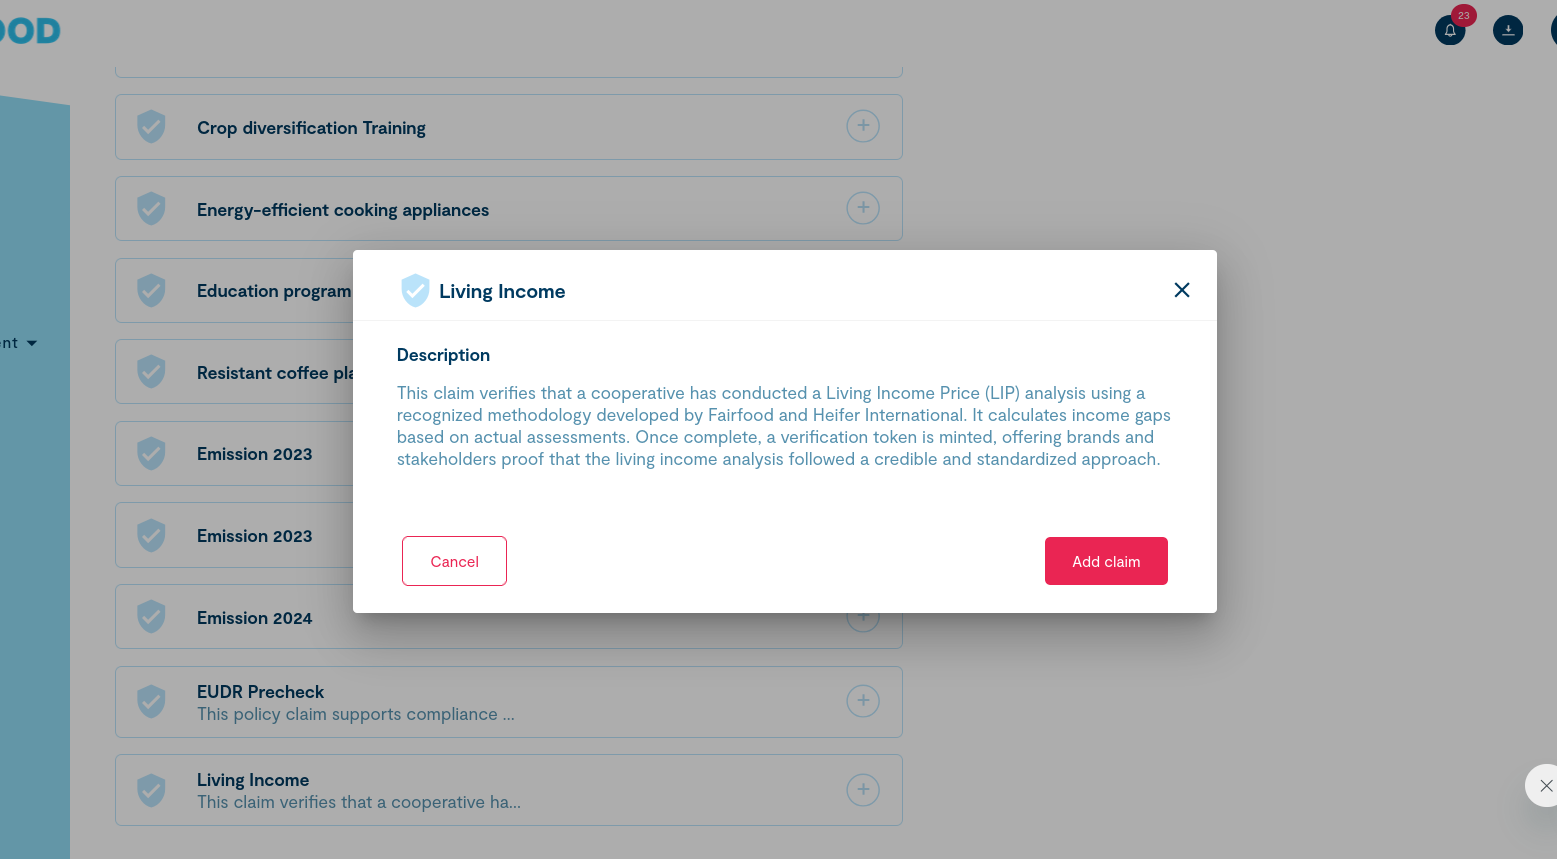 OOD
23
Crop diversification Training
Energy-efficient cooking appliances
Education program
ent
Resistant coffee pla
Emission 2023
Emission 2023
Emission 2024
EUDR Precheck
This policy claim supports compliance ...
Living Income
This claim verifies that a cooperative ha...
Living Income
Description
This claim verifies that a cooperative has conducted a Living Income Price (LIP) analysis using a
recognized methodology developed by Fairfood and Heifer International. It calculates income gaps
based on actual assessments. Once complete, a verification token is minted, offering brands and
stakeholders proof that the living income analysis followed a credible and standardized approach.
Cancel
Add claim